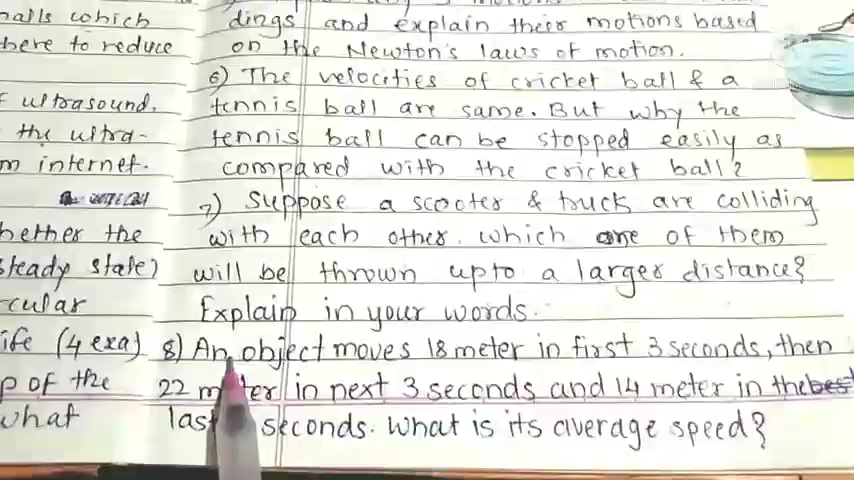 halls which
here to reduce
ultrasound.
the ultra-
m internet.
hether the
steady state)
cular
ife (4 exa)
p of the
what
dings and explain their motions based
on the Newton's laws of motion.
6) The velocities of cricket ball & a
tennis ball are same. But why the
tennis ball can be stopped easily as
compared with the cricket ball?
7) Suppose a scooter & truck are colliding
with each other. which one of them
will be thrown upto a larger distance?
Explain in your words.
8) An object moves 18 meter in first 3 seconds, then
22 meter in next 3 seconds and 14 meter in the
last seconds. What is its average speed?